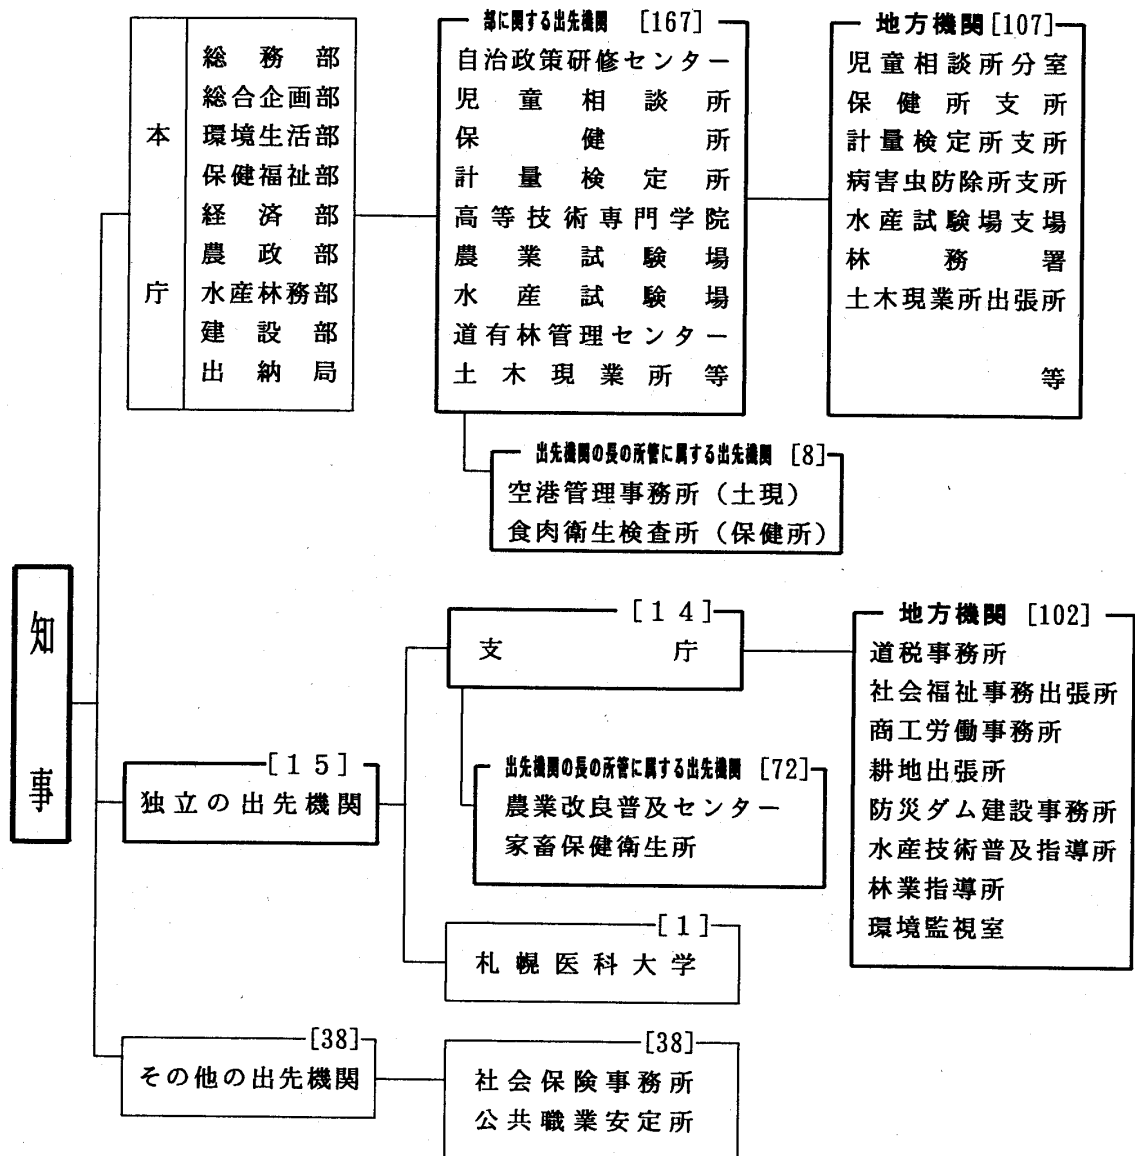 知事
本庁
総務部
総合企画部
環境生活部
保健福祉部
経済部
農政部
水産林務部
建設部
出納局
部に関する出先機関 [167]
自治政策研修センター
児童相談所
保健所
計量検定所
高等技術専門学院
農業試験場
水産試験場
道有林管理センター
土木現業所等
地方機関[107]
児童相談所分室
保健所支所
計量検定所支所
病害虫防除所支所
水産試験場支場
林務署
土木現業所出張所
等
出先機関の長の所管に属する出先機関 [8]
空港管理事務所(土現)
食肉衛生検査所(保健所)
[15]
独立の出先機関
[14]
支庁
地方機関 [102]
道税事務所
社会福祉事務出張所
商工労働事務所
耕地出張所
防災ダム建設事務所
水産技術普及指導所
林業指導所
環境監視室
出先機関の長の所管に属する出先機関 [72]
農業改良普及センター
家畜保健衛生所
[1]
札幌医科大学
[38]
その他の出先機関
[38]
社会保険事務所
公共職業安定所